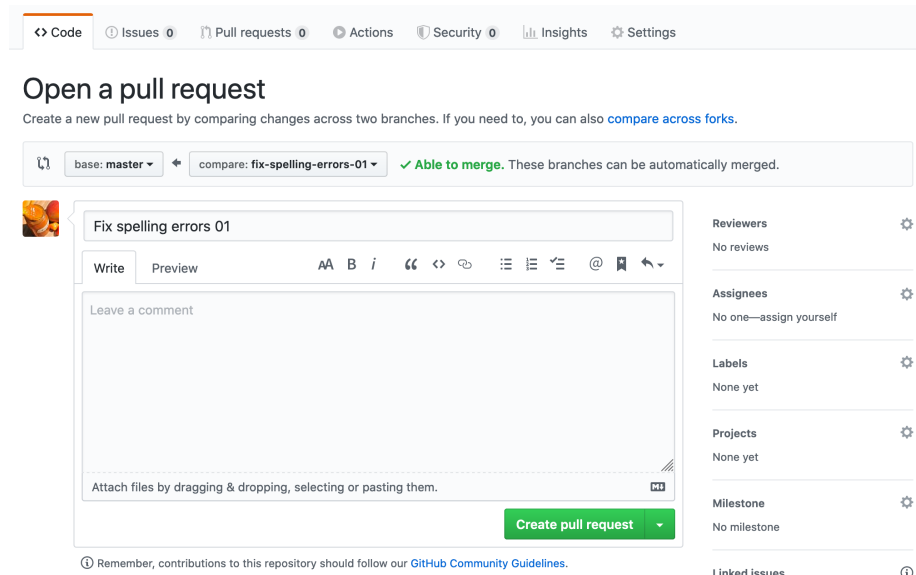 Code Issues 0 Pull requests 0 Actions Security 0 Insights Settings
Open a pull request
Create a new pull request by comparing changes across two branches. If you need to, you can also compare across forks.
base: master compare: fix-spelling-errors-01 Able to merge. These branches can be automatically merged.
Fix spelling errors 01
Write Preview AA B i
Leave a comment
Attach files by dragging & dropping, selecting or pasting them.
Create pull request
Remember, contributions to this repository should follow our GitHub Community Guidelines.
Reviewers
No reviews
Assignees
No one—assign yourself
Labels
None yet
Projects
None yet
Milestone
No milestone
Linked issues